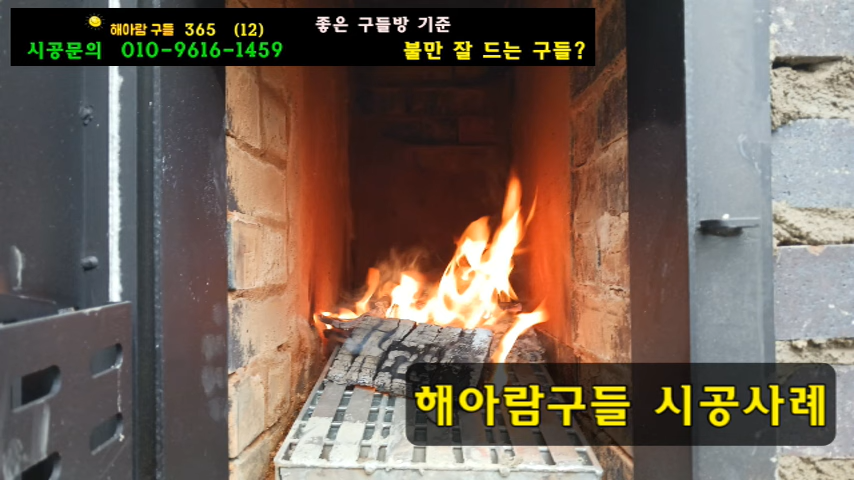 해아람 구들 365 (12)
좋은 구들방 기준
시공문의 010-9616-1459
불만 잘 드는 구들?
해아람구들 시공사례